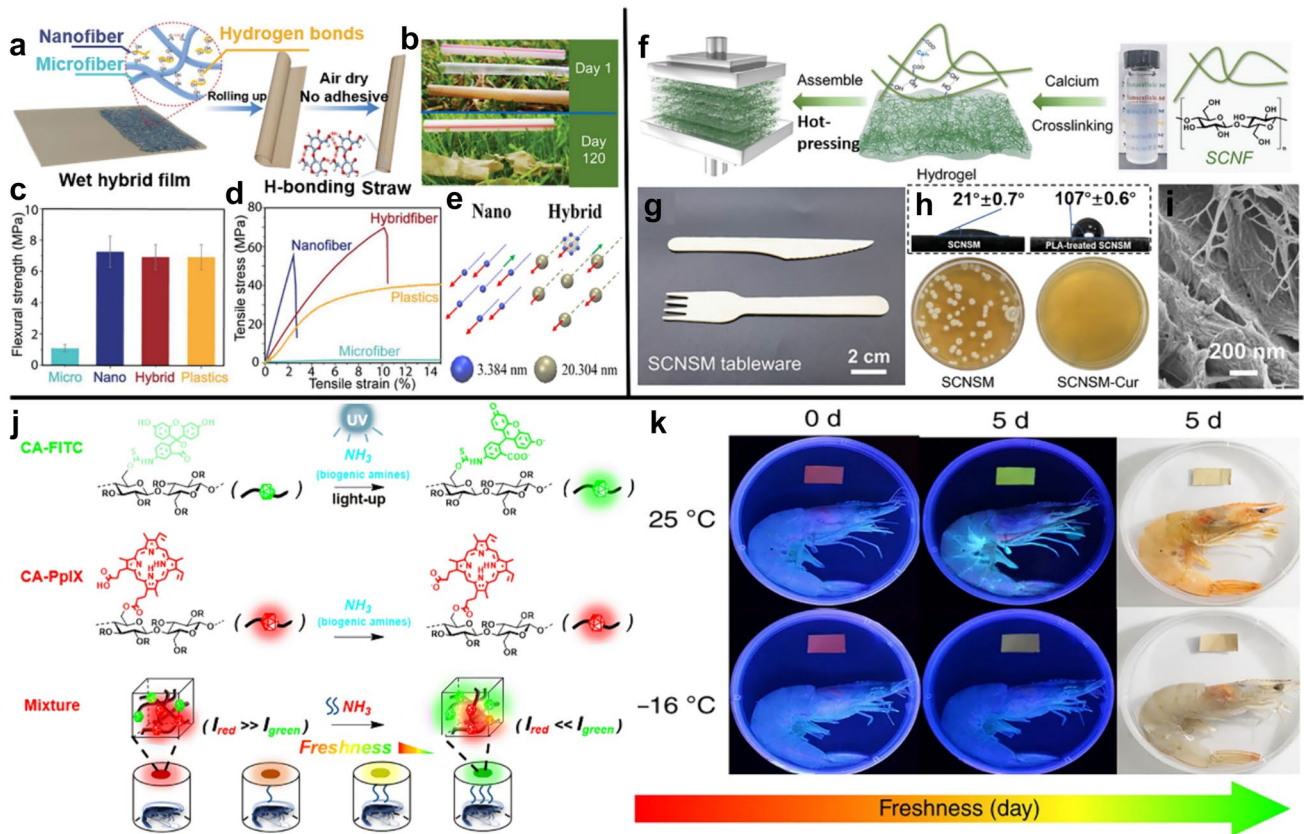 a
Nanofiber
Hydrogen bonds
Microfiber
Rolling up
Air dry
No adhesive
Wet hybrid film
H-bonding Straw
b
Day 1
Day
120
c
Flexural strength (MPa)
10
8
6
4
2
0
Micro
Nano
Hybrid
Plastics
d
Tensile stress (MPa)
80
60
40
20
0
Hybridfiber
Nanofiber
Plastics
Microfiber
0 2 4 6 8 10 12 14
Tensile strain (%)
e
Nano
Hybrid
3.384 nm
20.304 nm
f
Assemble
Hot-
pressing
Hydrogel
Calcium
Crosslinking
SCNF
g
SCNSM tableware
2 cm
h
21°±0.7°
107°±0.6°
SCNSM
PLA-treated SCNSM
SCNSM
SCNSM-Cur
i
200 nm
j
CA-FITC
UV
NH3
(biogenic amines)
light-up
CA-PpIX
NH3
(biogenic amines)
Mixture
( Ired >> Igreen )
NH3
( Ired << Igreen )
Freshness
k
0 d
5 d
5 d
25 °C
−16 °C
Freshness (day)